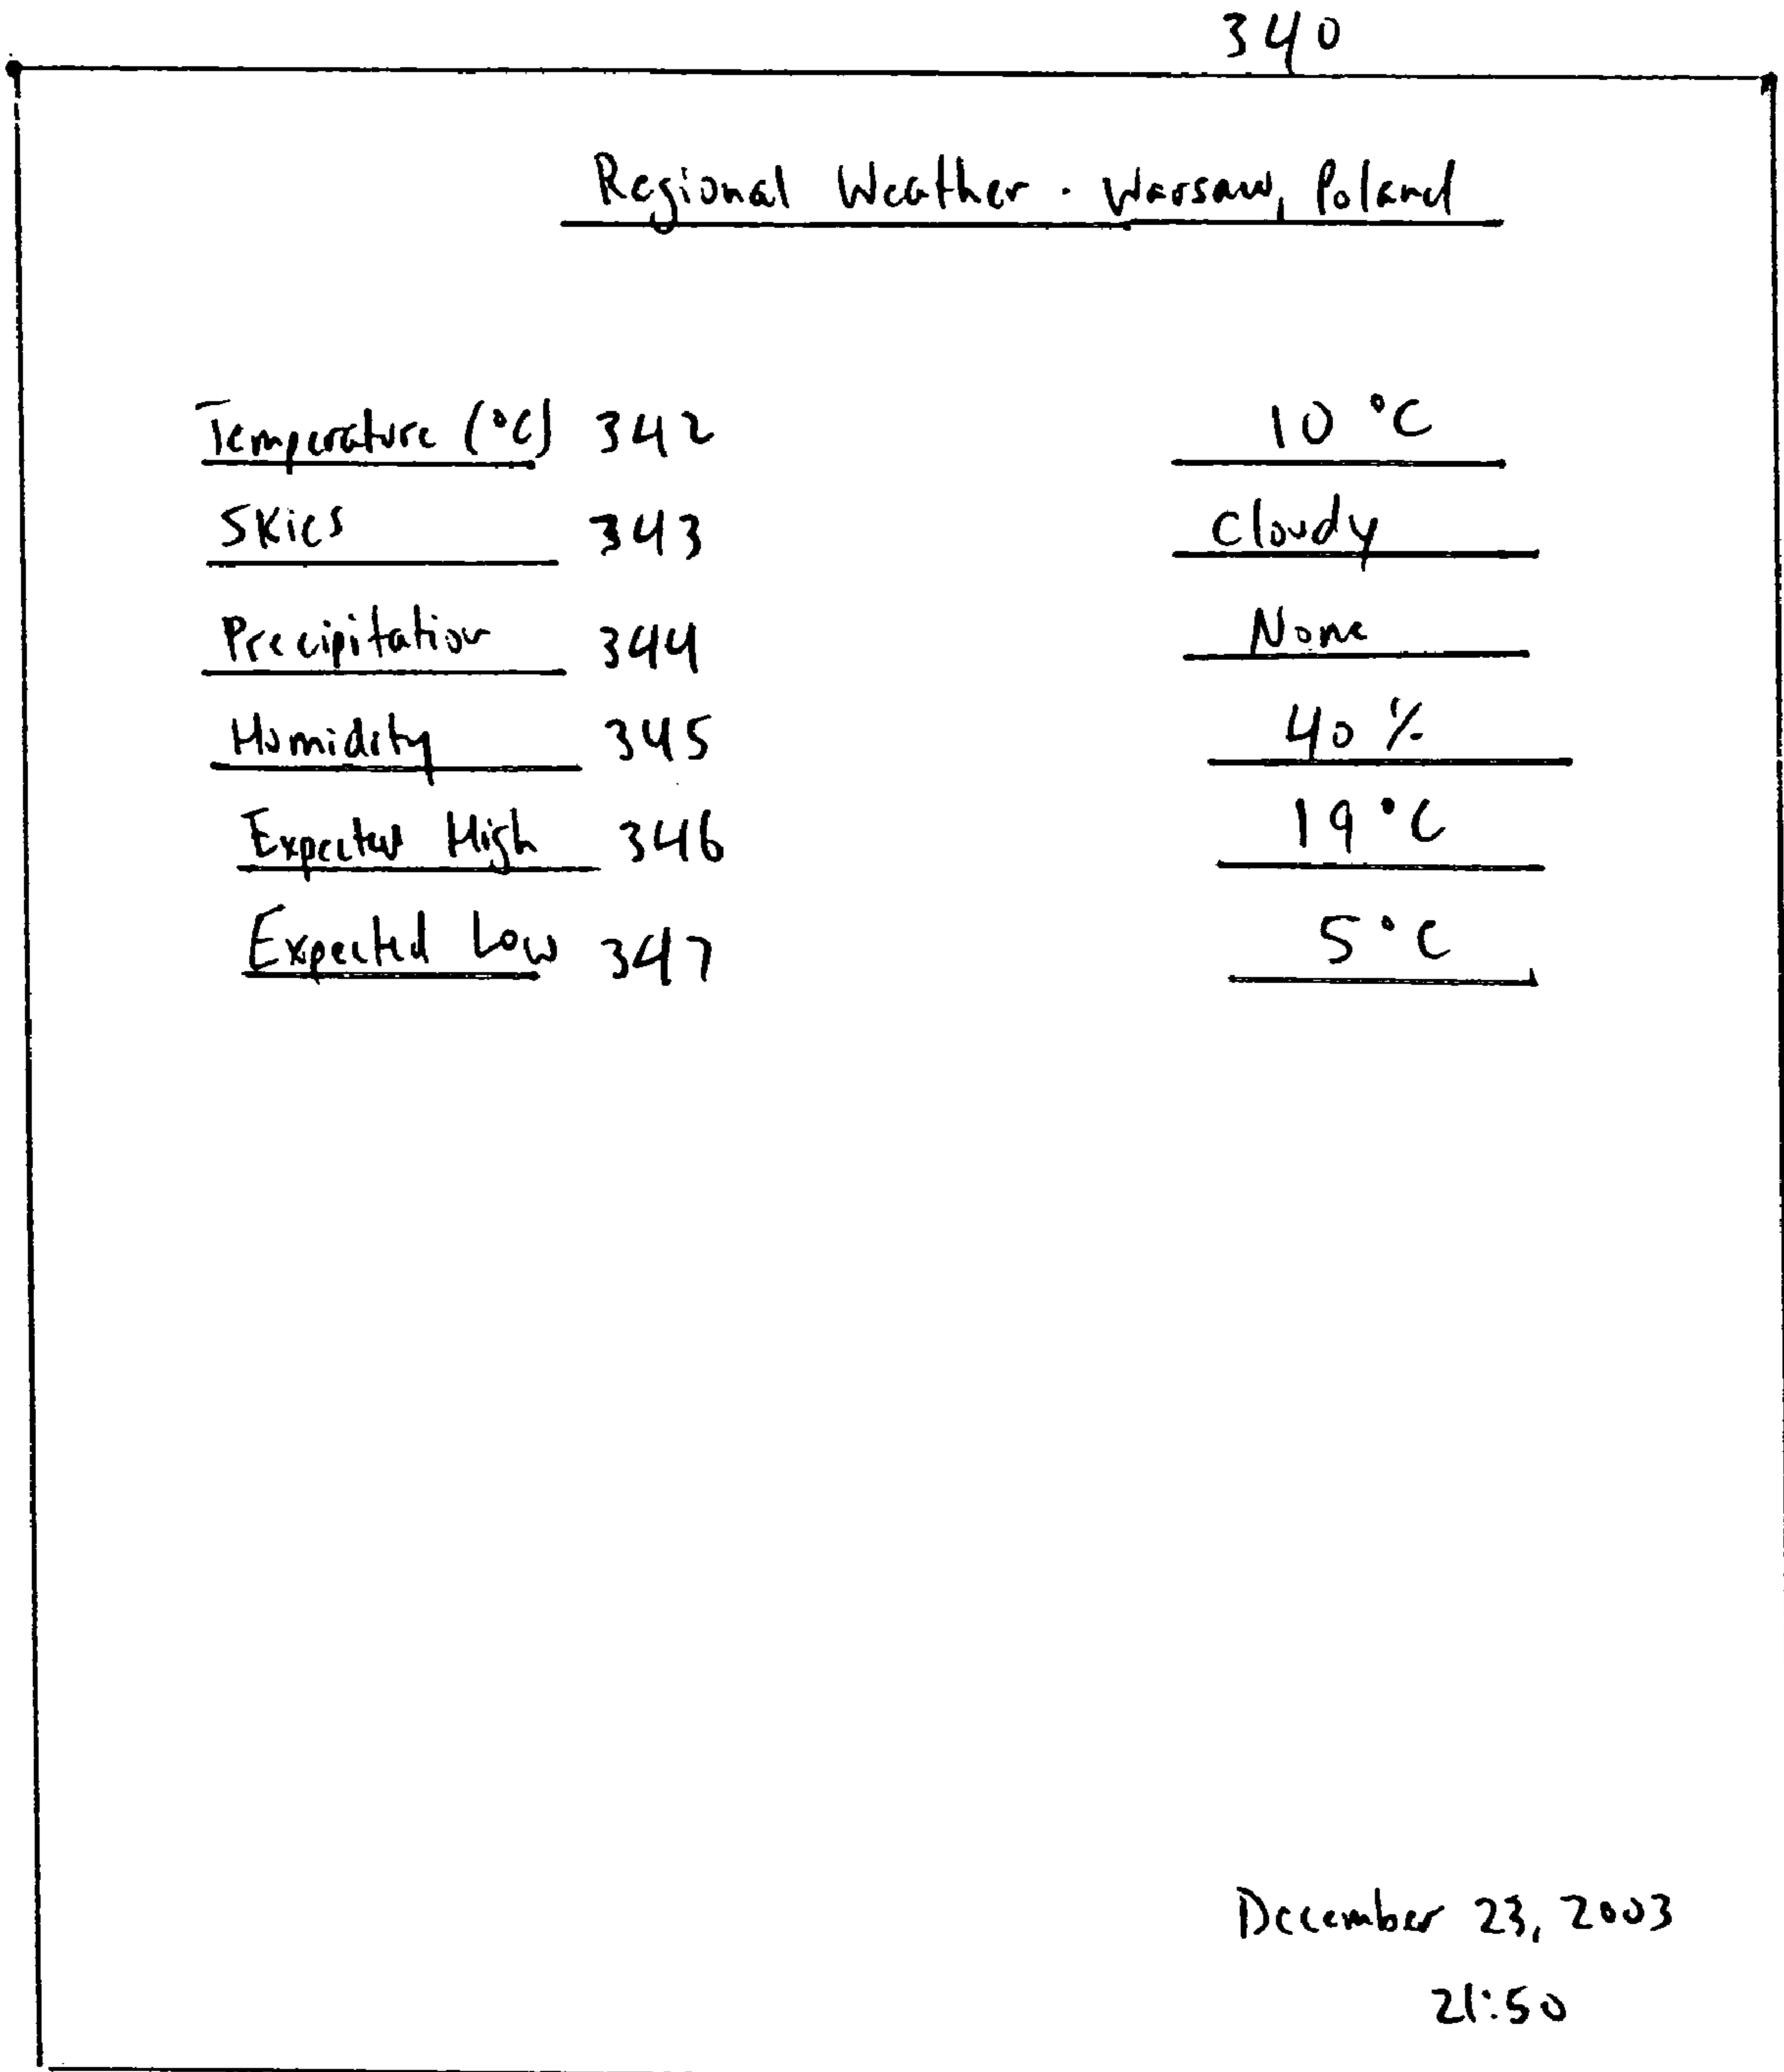 340
Regional Weather - Warsaw, Poland
Temperature (°C) 342 10 °C
Skies 343 Cloudy
Precipitation 344 None
Humidity 345 40 %
Expected High 346 19 °C
Expected Low 347 5 °C
December 23, 2003
21:50